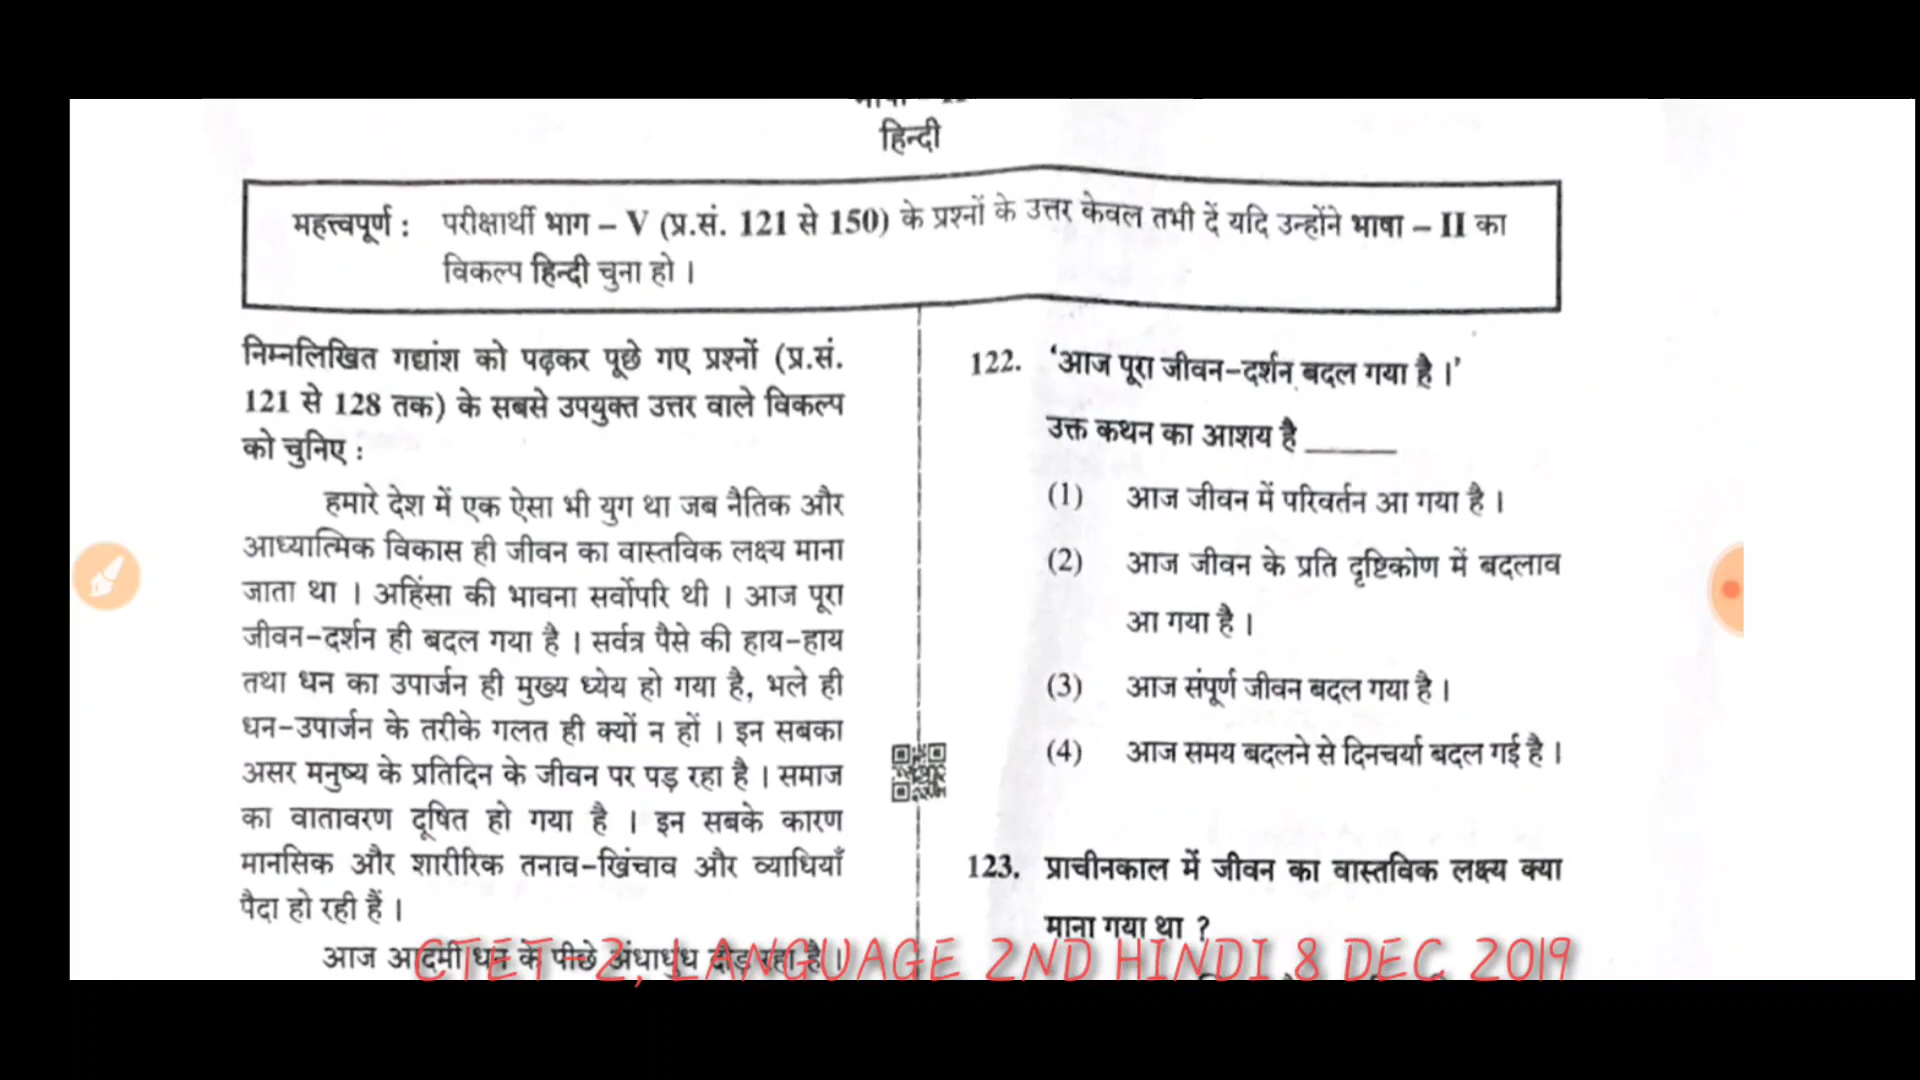 हिन्दी
महत्त्वपूर्ण : परीक्षार्थी भाग – V (प्र.सं. 121 से 150) के प्रश्नों के उत्तर केवल तभी दें यदि उन्होंने भाषा – II का
विकल्प हिन्दी चुना हो ।
निम्नलिखित गद्यांश को पढ़कर पूछे गए प्रश्नों (प्र.सं.
121 से 128 तक) के सबसे उपयुक्त उत्तर वाले विकल्प
को चुनिए :
हमारे देश में एक ऐसा भी युग था जब नैतिक और
आध्यात्मिक विकास ही जीवन का वास्तविक लक्ष्य माना
जाता था । अहिंसा की भावना सर्वोपरि थी । आज पूरा
जीवन-दर्शन ही बदल गया है । सर्वत्र पैसे की हाय-हाय
तथा धन का उपार्जन ही मुख्य ध्येय हो गया है, भले ही
धन-उपार्जन के तरीके गलत ही क्यों न हों । इन सबका
असर मनुष्य के प्रतिदिन के जीवन पर पड़ रहा है । समाज
का वातावरण दूषित हो गया है । इन सबके कारण
मानसिक और शारीरिक तनाव-खिंचाव और व्याधियाँ
पैदा हो रही हैं ।
आज आदमी धन के पीछे अंधाधुंध दौड़ रहा है ।
122. ‘आज पूरा जीवन-दर्शन बदल गया है ।’
उक्त कथन का आशय है ______
(1) आज जीवन में परिवर्तन आ गया है ।
(2) आज जीवन के प्रति दृष्टिकोण में बदलाव
आ गया है ।
(3) आज संपूर्ण जीवन बदल गया है ।
(4) आज समय बदलने से दिनचर्या बदल गई है ।
123. प्राचीनकाल में जीवन का वास्तविक लक्ष्य क्या
माना गया था ?
CTET-2, LANGUAGE 2ND HINDI 8 DEC 2019